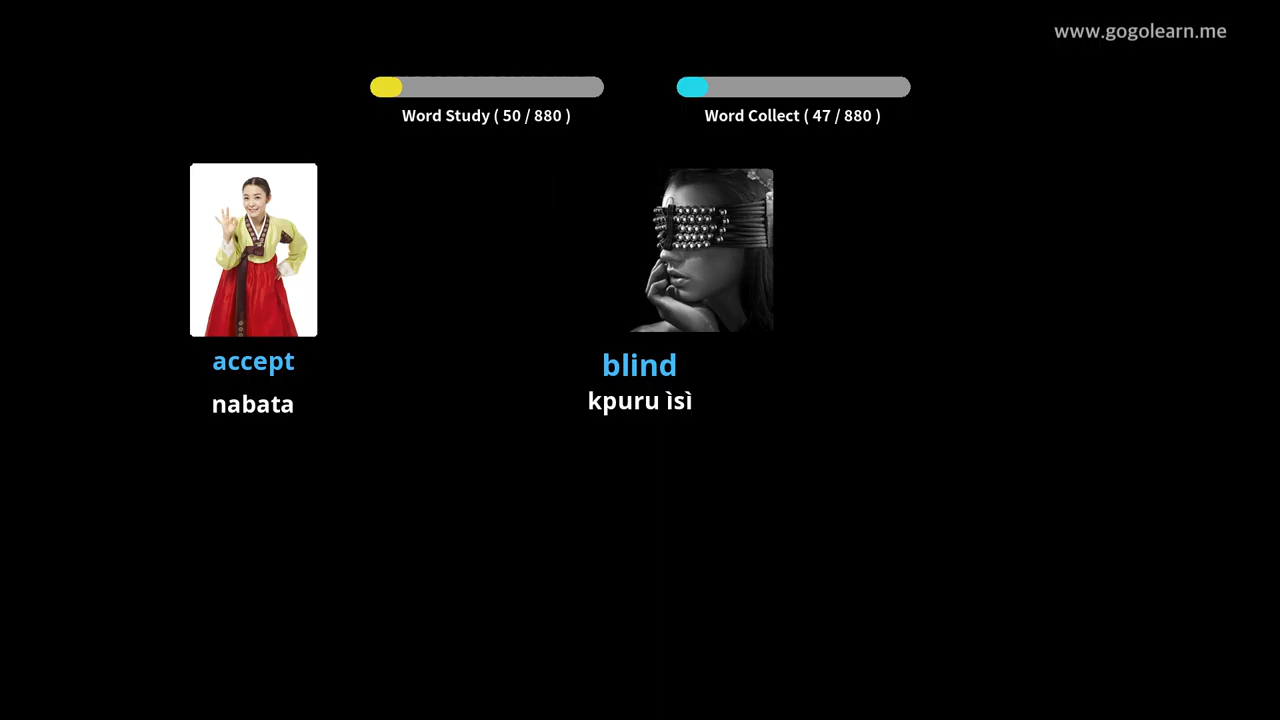 www.gogolearn.me
Word Study ( 50 / 880 )
Word Collect ( 47 / 880 )
accept
nabata
blind
kpuru ìsì